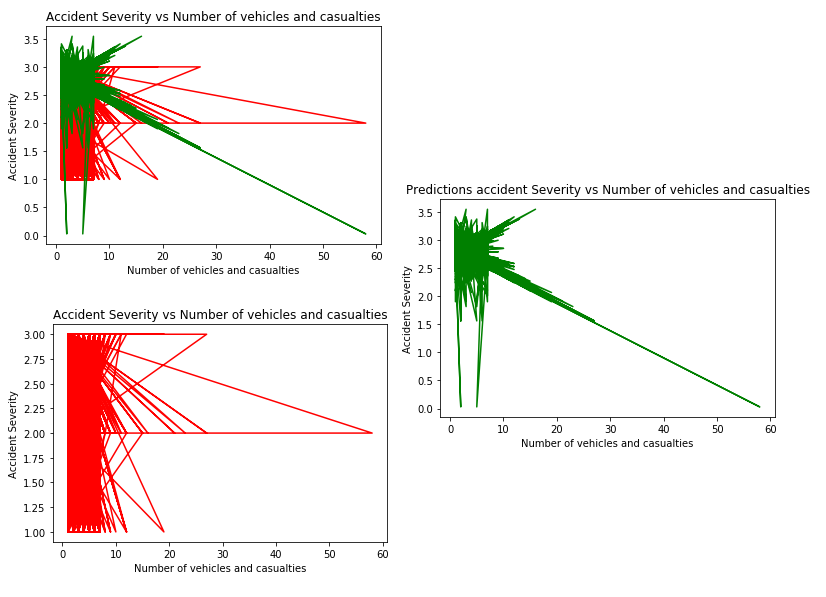 Accident Severity vs Number of vehicles and casualties
3.5
3.0
2.5
2.0
1.5
1.0
0.5
0.0
Accident Severity
0 10 20 30 40 50 60
Number of vehicles and casualties
Predictions accident Severity vs Number of vehicles and casualties
3.5
3.0
2.5
2.0
1.5
1.0
0.5
0.0
Accident Severity
0 10 20 30 40 50 60
Number of vehicles and casualties
Accident Severity vs Number of vehicles and casualties
3.00
2.75
2.50
2.25
2.00
1.75
1.50
1.25
1.00
Accident Severity
0 10 20 30 40 50 60
Number of vehicles and casualties